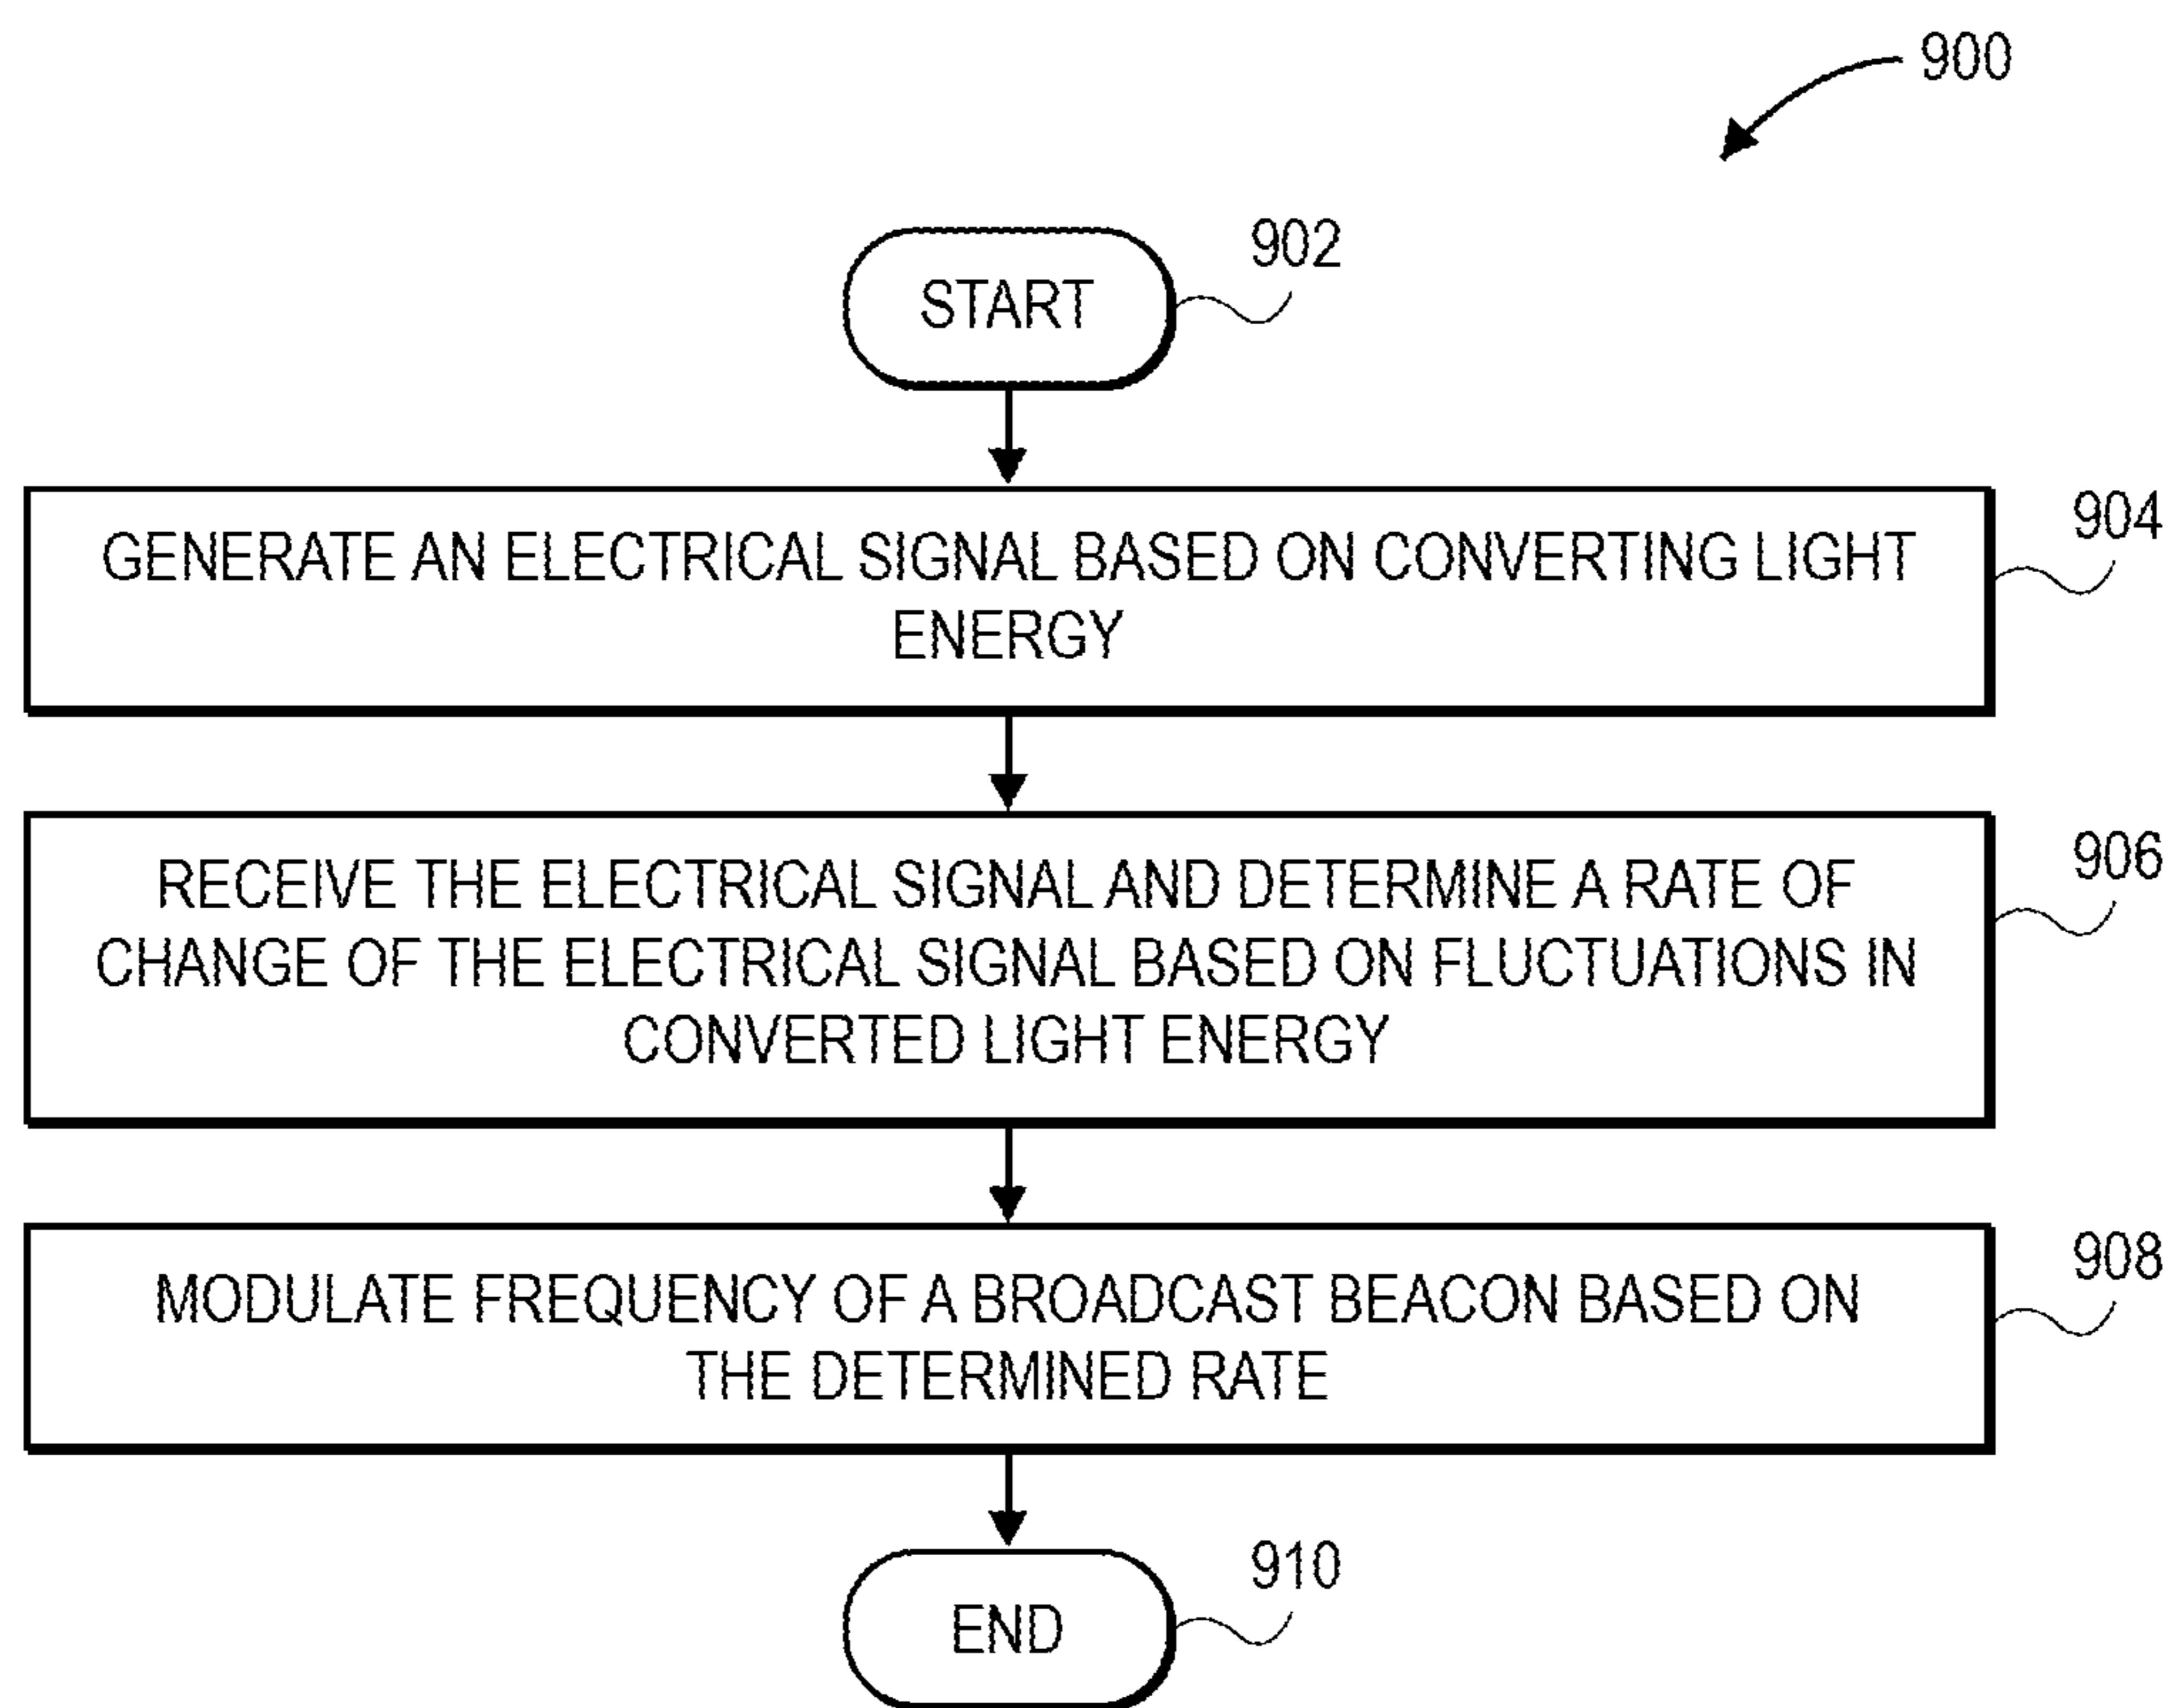 900
902
START
904
GENERATE AN ELECTRICAL SIGNAL BASED ON CONVERTING LIGHT
ENERGY
906
RECEIVE THE ELECTRICAL SIGNAL AND DETERMINE A RATE OF
CHANGE OF THE ELECTRICAL SIGNAL BASED ON FLUCTUATIONS IN
CONVERTED LIGHT ENERGY
908
MODULATE FREQUENCY OF A BROADCAST BEACON BASED ON
THE DETERMINED RATE
910
END